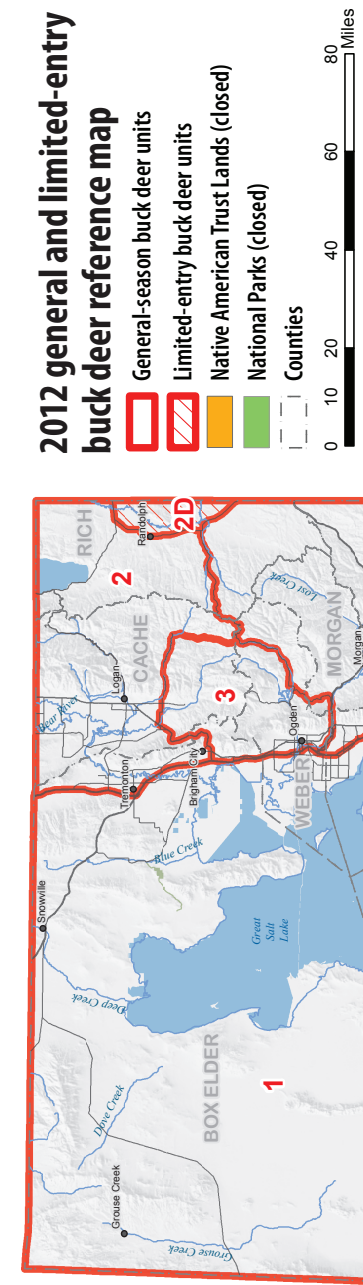 2012 general and limited-entry
buck deer reference map
General-season buck deer units
Limited-entry buck deer units
Native American Trust Lands (closed)
National Parks (closed)
Counties
0 10 20 40 60 80
Miles
Snowville
Grouse Creek
Grouse Creek
Dove Creek
Deep Creek
BOX ELDER
1
Great
Salt
Lake
Blue Creek
Tremonton
Brigham City
Bear River
Logan
CACHE
RICH
2
Randolph
2D
3
Ogden
WEBER
Lost Creek
MORGAN
Morgan